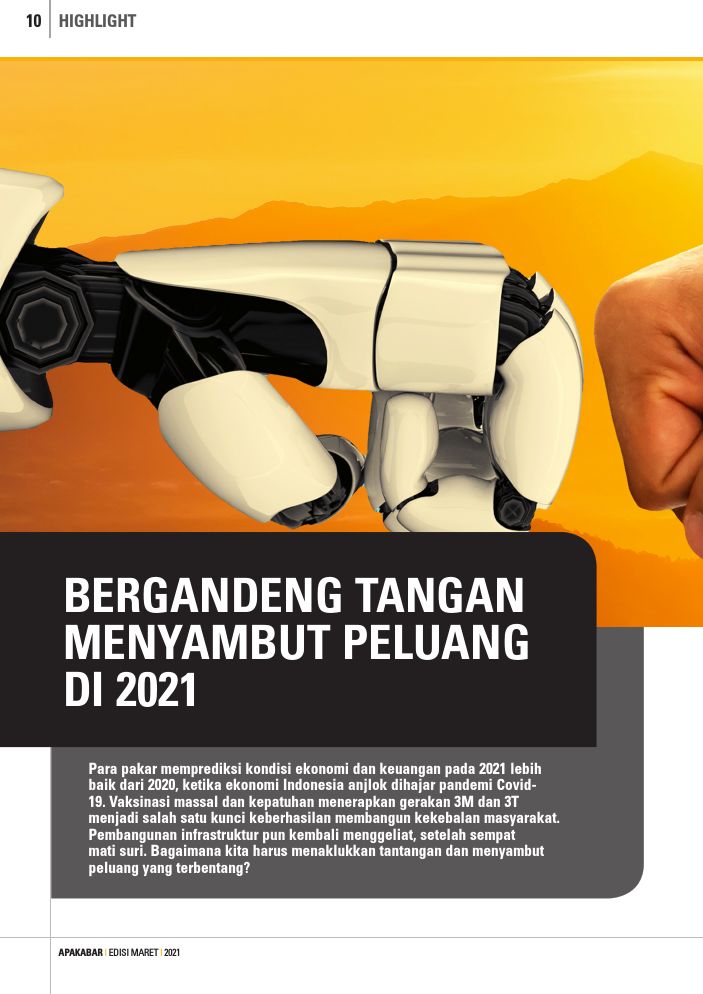 10 HIGHLIGHT
BERGANDENG TANGAN
MENYAMBUT PELUANG
DI 2021
Para pakar memprediksi kondisi ekonomi dan keuangan pada 2021 lebih
baik dari 2020, ketika ekonomi Indonesia anjlok dihajar pandemi Covid-
19. Vaksinasi massal dan kepatuhan menerapkan gerakan 3M dan 3T
menjadi salah satu kunci keberhasilan membangun kekebalan masyarakat.
Pembangunan infrastruktur pun kembali menggeliat, setelah sempat
mati suri. Bagaimana kita harus menaklukkan tantangan dan menyambut
peluang yang terbentang?
APAKABAR | EDISI MARET | 2021